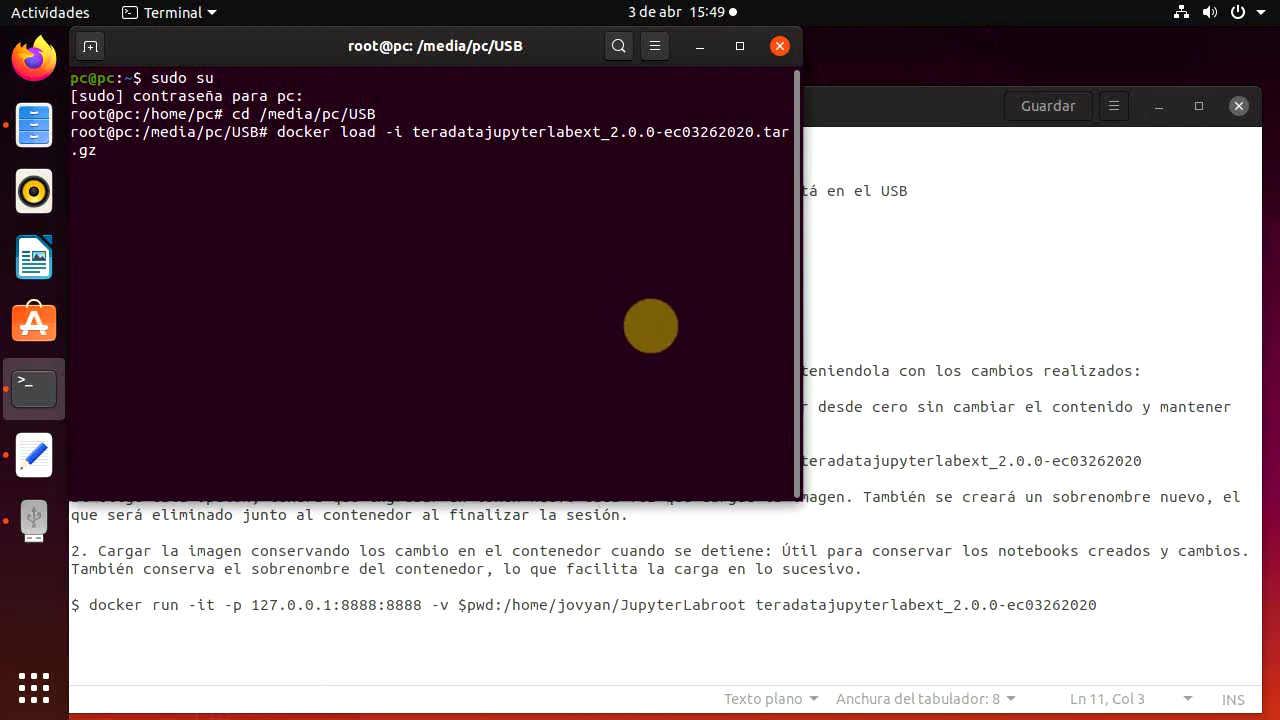 Actividades
Terminal
3 de abr 15:49
root@pc: /media/pc/USB
pc@pc:~$ sudo su
[sudo] contraseña para pc:
root@pc:/home/pc# cd /media/pc/USB
root@pc:/media/pc/USB# docker load -i teradatajupyterlabext_2.0.0-ec03262020.tar
.gz
Guardar
tá en el USB
teniendola con los cambios realizados:
r desde cero sin cambiar el contenido y mantener
teradatajupyterlabext_2.0.0-ec03262020
magen. También se creará un sobrenombre nuevo, el
que será eliminado junto al contenedor al finalizar la sesión.
2. Cargar la imagen conservando los cambio en el contenedor cuando se detiene: Útil para conservar los notebooks creados y cambios.
También conserva el sobrenombre del contenedor, lo que facilita la carga en lo sucesivo.
$ docker run -it -p 127.0.0.1:8888:8888 -v $pwd:/home/jovyan/JupyterLabroot teradatajupyterlabext_2.0.0-ec03262020
Texto plano
Anchura del tabulador: 8
Ln 11, Col 3
INS